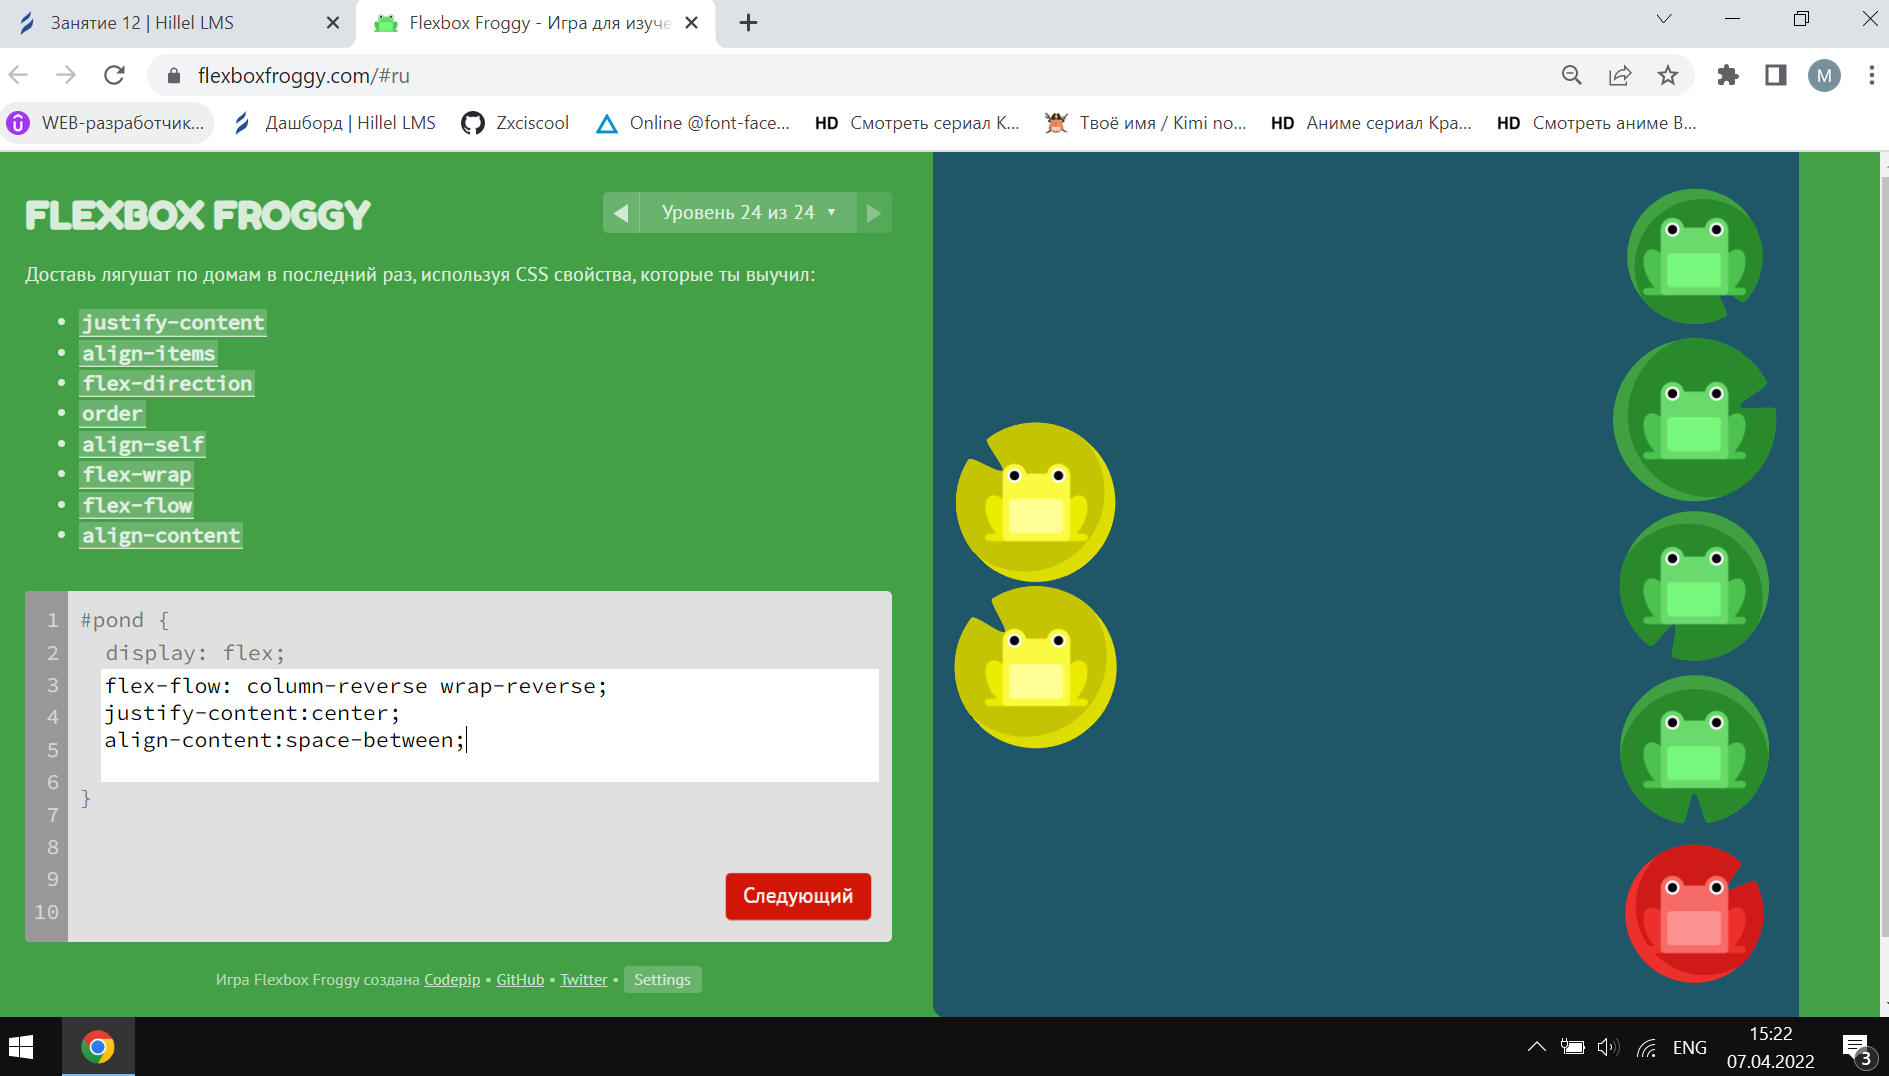 Занятие 12 | Hillel LMS
Flexbox Froggy - Игра для изуче
flexboxfroggy.com/#ru
M
WEB-разработчик...
Дашборд | Hillel LMS
Zxciscool
Online @font-face...
HD Смотреть сериал К...
Твоё имя / Kimi no...
HD Аниме сериал Кра...
HD Смотреть аниме В...
FLEXBOX FROGGY
Уровень 24 из 24
Доставь лягушат по домам в последний раз, используя CSS свойства, которые ты выучил:
• justify-content
• align-items
• flex-direction
• order
• align-self
• flex-wrap
• flex-flow
• align-content
1 #pond {
2 display: flex;
3 flex-flow: column-reverse wrap-reverse;
4 justify-content:center;
5 align-content:space-between;
6 }
7
8
9
10
Следующий
Игра Flexbox Froggy создана Codepip • GitHub • Twitter • Settings
ENG
15:22
07.04.2022
3